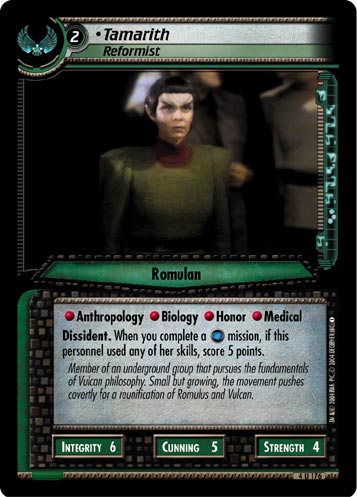 2
• Tamarith
Reformist
Romulan
• Anthropology • Biology • Honor • Medical
Dissident. When you complete a mission, if this
personnel used any of her skills, score 5 points.
Member of an underground group that pursues the fundamentals
of Vulcan philosophy. Small but growing, the movement pushes
covertly for a reunification of Romulus and Vulcan.
INTEGRITY 6 CUNNING 5 STRENGTH 4
4 U 176